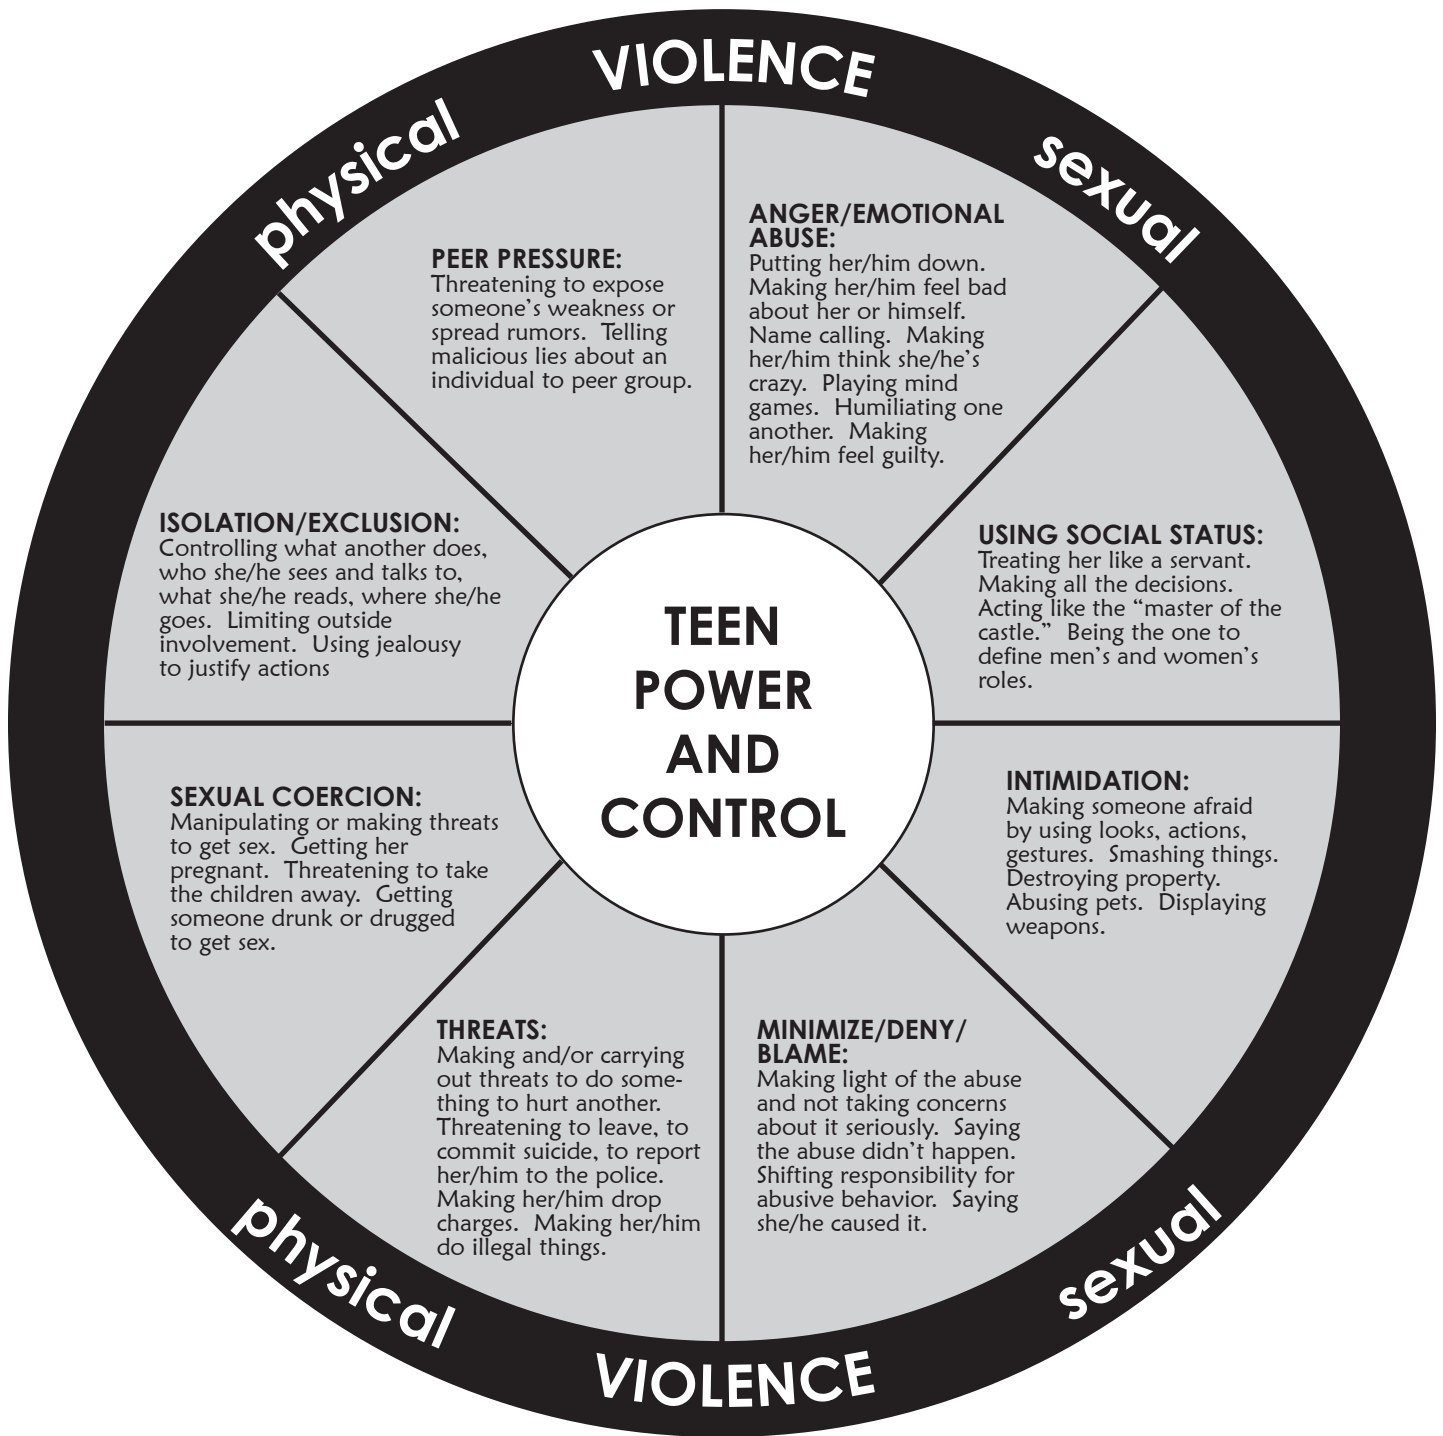 VIOLENCE
physical
sexual
PEER PRESSURE:
Threatening to expose
someone’s weakness or
spread rumors.  Telling
malicious lies about an
individual to peer group.
ANGER/EMOTIONAL
ABUSE:
Putting her/him down.
Making her/him feel bad
about her or himself.
Name calling.  Making
her/him think she/he’s
crazy.  Playing mind
games.  Humiliating one
another.  Making
her/him feel guilty.
ISOLATION/EXCLUSION:
Controlling what another does,
who she/he sees and talks to,
what she/he reads, where she/he
goes.  Limiting outside
involvement.  Using jealousy
to justify actions
USING SOCIAL STATUS:
Treating her like a servant.
Making all the decisions.
Acting like the “master of the
castle.”  Being the one to
define men’s and women’s
roles.
TEEN
POWER
AND
CONTROL
SEXUAL COERCION:
Manipulating or making threats
to get sex.  Getting her
pregnant.  Threatening to take
the children away.  Getting
someone drunk or drugged
to get sex.
INTIMIDATION:
Making someone afraid
by using looks, actions,
gestures.  Smashing things.
Destroying property.
Abusing pets.  Displaying
weapons.
THREATS:
Making and/or carrying
out threats to do some-
thing to hurt another.
Threatening to leave, to
commit suicide, to report
her/him to the police.
Making her/him drop
charges.  Making her/him
do illegal things.
MINIMIZE/DENY/
BLAME:
Making light of the abuse
and not taking concerns
about it seriously.  Saying
the abuse didn’t happen.
Shifting responsibility for
abusive behavior.  Saying
she/he caused it.
physical
sexual
VIOLENCE